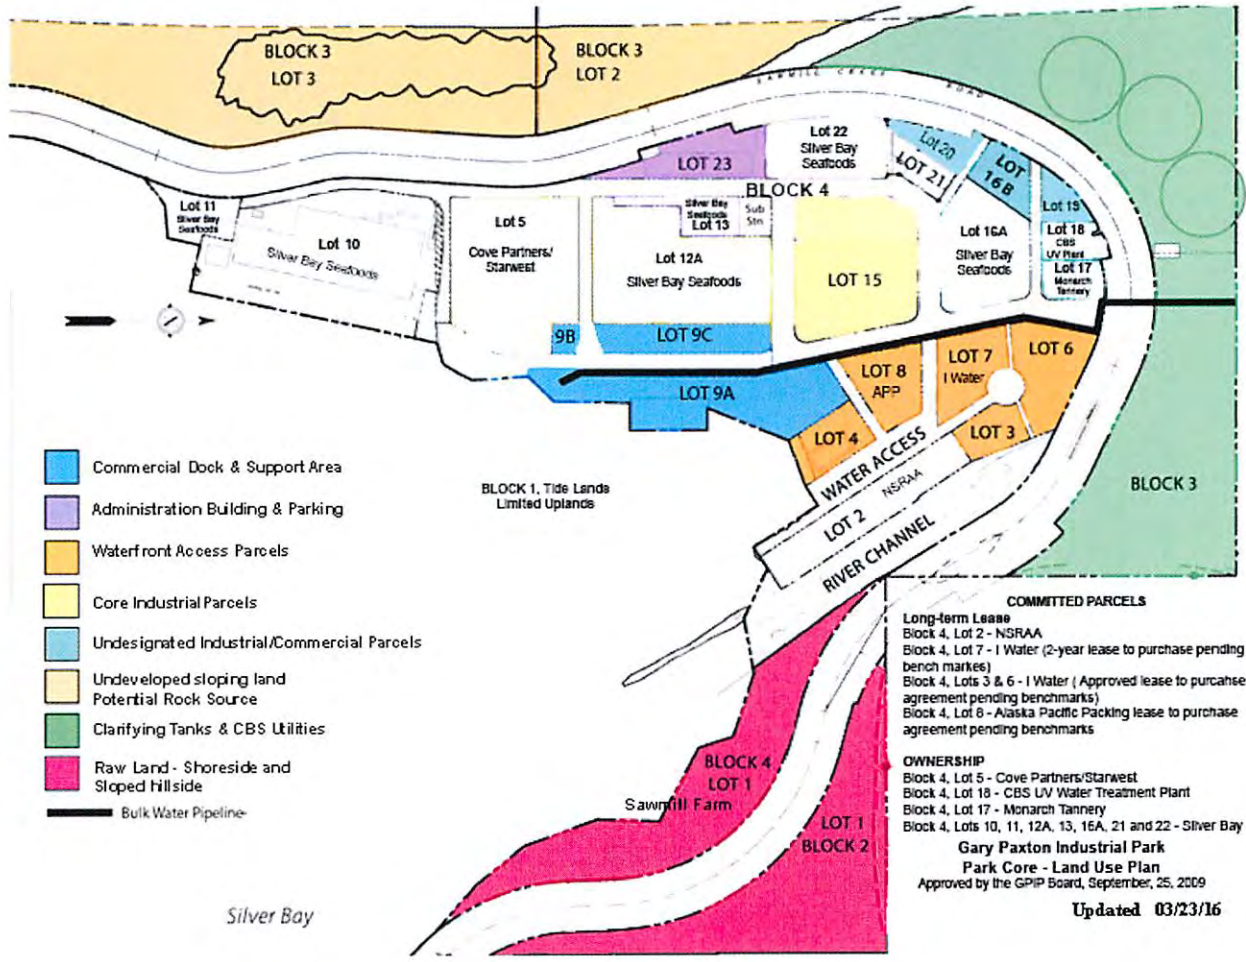 BLOCK 3
LOT 3
BLOCK 3
LOT 2
SAWMILL CREEK ROAD
Lot 22
Silver Bay
Seafoods
Lot 20
LOT 21
LOT
16B
LOT 23
BLOCK 4
Lot 11
Silver Bay
Seafoods
Lot 10
Silver Bay Seafoods
Lot 5
Cove Partners/
Starwest
Silver Bay
Seafoods
Lot 13
Sub
Stn
Lot 12A
Silver Bay Seafoods
LOT 15
Lot 16A
Silver Bay
Seafoods
Lot 19
Lot 18
CBS
UV Plant
Lot 17
Monarch
Tannery
9B
LOT 9C
LOT 9A
LOT 8
APP
LOT 7
I Water
LOT 6
LOT 4
LOT 3
WATER ACCESS
NSRAA
LOT 2
RIVER CHANNEL
BLOCK 3
BLOCK 1, Tide Lands
Limited Uplands
Commercial Dock & Support Area
Administration Building & Parking
Waterfront Access Parcels
Core Industrial Parcels
Undesignated Industrial/Commercial Parcels
Undeveloped sloping land
Potential Rock Source
Clarifying Tanks & CBS Utilities
Raw Land - Shoreside and
Sloped hillside
Bulk Water Pipeline
BLOCK 4
LOT 1
Sawmill Farm
LOT 1
BLOCK 2
Silver Bay
COMMITTED PARCELS
Long-term Lease
Block 4, Lot 2 - NSRAA
Block 4, Lot 7 - I Water (2-year lease to purchase pending
bench markes)
Block 4, Lots 3 & 6 - I Water ( Approved lease to purcahse
agreement pending benchmarks)
Block 4, Lot 8 - Alaska Pacific Packing lease to purchase
agreement pending benchmarks
OWNERSHIP
Block 4, Lot 5 - Cove Partners/Starwest
Block 4, Lot 18 - CBS UV Water Treatment Plant
Block 4, Lot 17 - Monarch Tannery
Block 4, Lots 10, 11, 12A, 13, 16A, 21 and 22 - Silver Bay
Gary Paxton Industrial Park
Park Core - Land Use Plan
Approved by the GPIP Board, September, 25, 2009
Updated 03/23/16